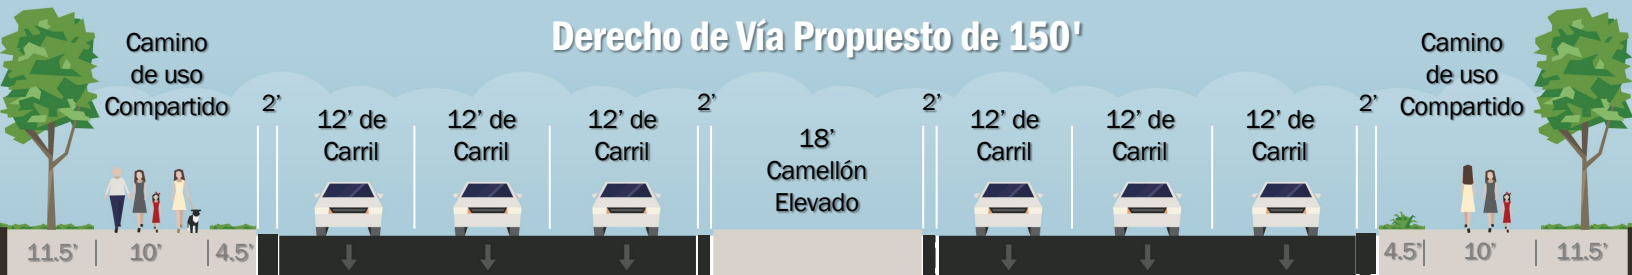 Derecho de Vía Propuesto de 150'
Camino
de uso
Compartido
2’
12’ de
Carril
12’ de
Carril
12’ de
Carril
2’
18’
Camellón
Elevado
2’
12’ de
Carril
12’ de
Carril
12’ de
Carril
2’
Camino
de uso
Compartido
11.5’
10’
4.5’
4.5’
10’
11.5’